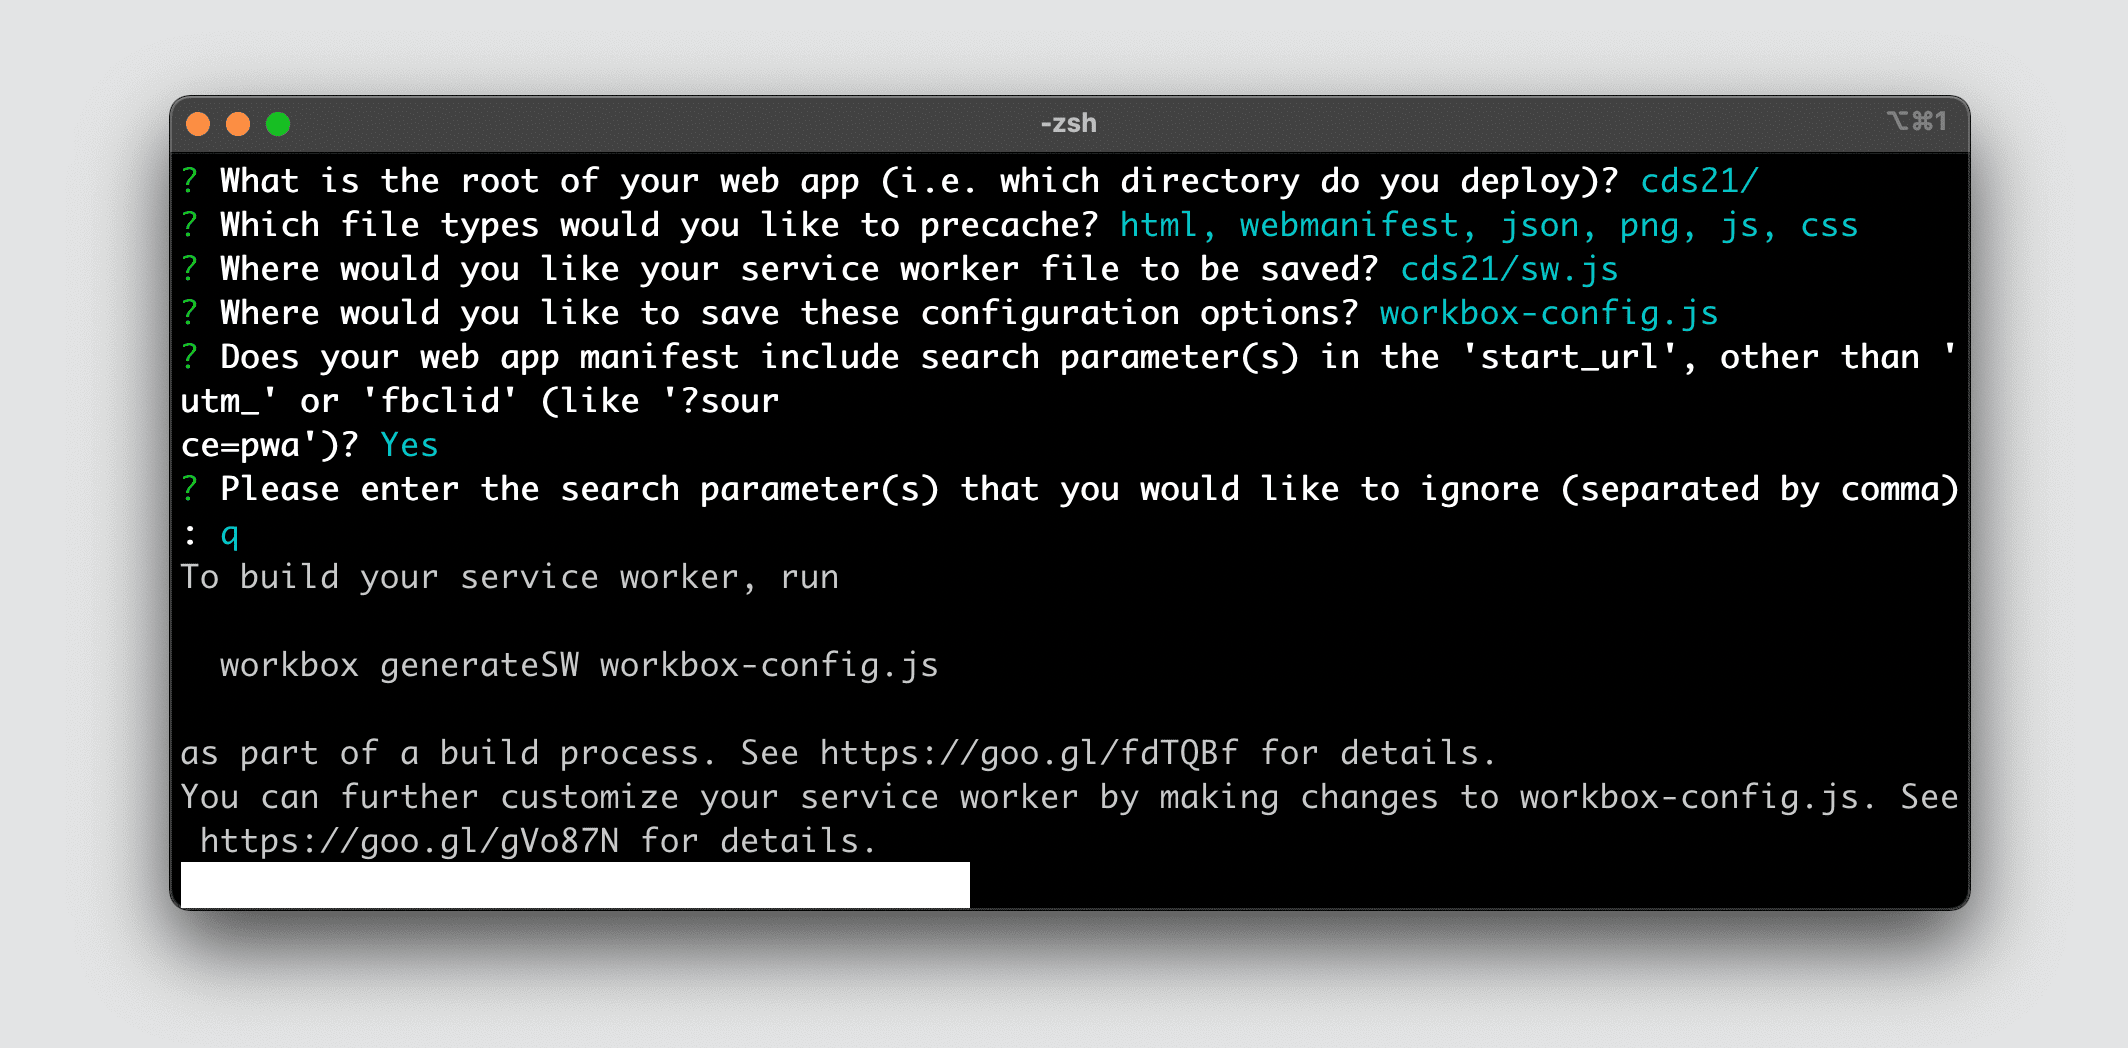 -zsh
⌥⌘1
? What is the root of your web app (i.e. which directory do you deploy)? cds21/
? Which file types would you like to precache? html, webmanifest, json, png, js, css
? Where would you like your service worker file to be saved? cds21/sw.js
? Where would you like to save these configuration options? workbox-config.js
? Does your web app manifest include search parameter(s) in the 'start_url', other than '
utm_' or 'fbclid' (like '?sour
ce=pwa')? Yes
? Please enter the search parameter(s) that you would like to ignore (separated by comma)
: q
To build your service worker, run
workbox generateSW workbox-config.js
as part of a build process. See https://goo.gl/fdTQBf for details.
You can further customize your service worker by making changes to workbox-config.js. See
https://goo.gl/gVo87N for details.